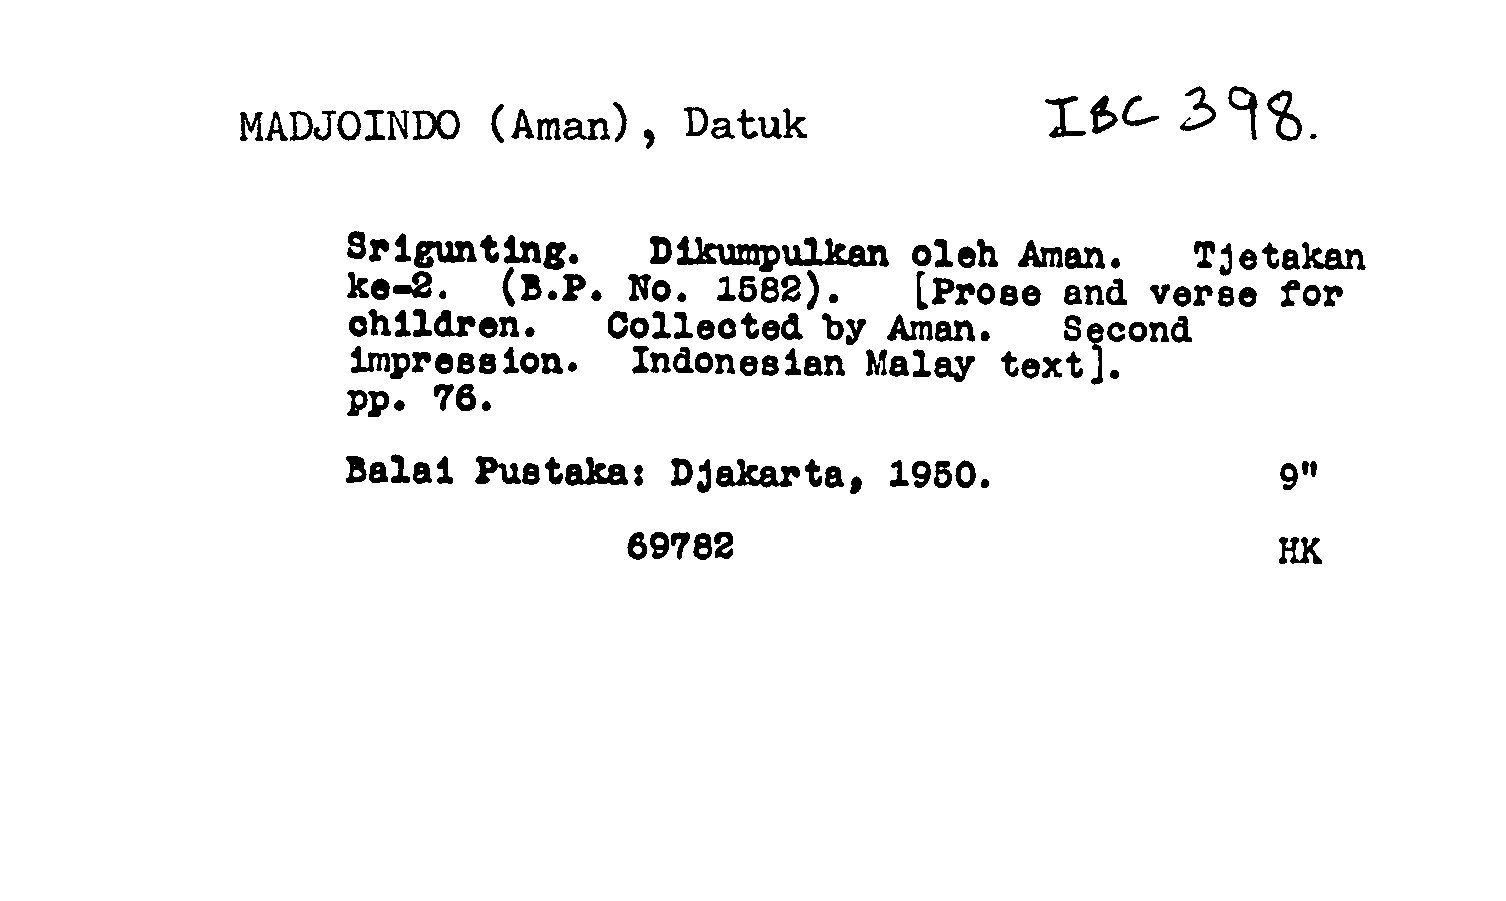 MADJOINDO (Aman), Datuk IBC 398.
Srigunting. Dikumpulkan oleh Aman. Tjetakan
ke-2. (B.P. No. 1582). [Prose and verse for
children. Collected by Aman. Second
impression. Indonesian Malay text].
pp. 76.
Balai Pustaka: Djakarta, 1950. 9"
69782 HK